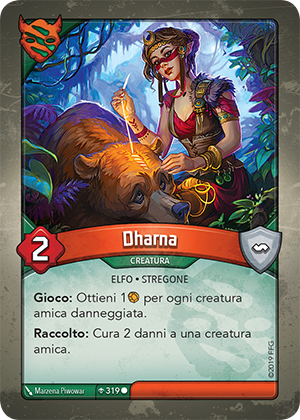 Dharna
CREATURA
2
ELFO • STREGONE
Gioco: Ottieni 1 per ogni creatura
amica danneggiata.
Raccolto: Cura 2 danni a una creatura
amica.
©2019 FFG
Marzena Piwowar
319